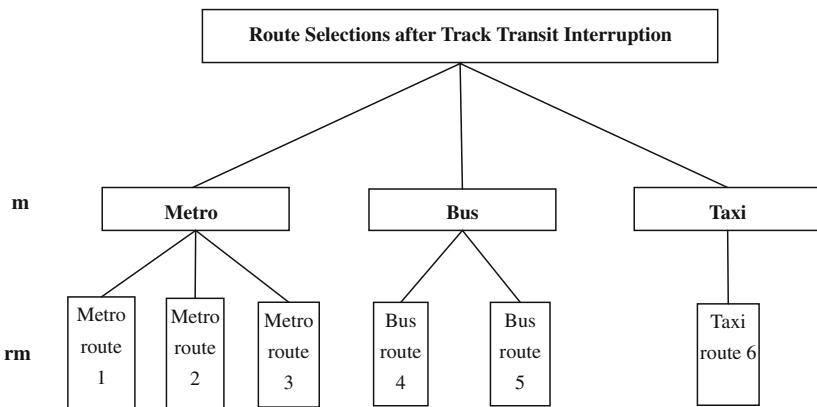 Route Selections after Track Transit Interruption
m
Metro
Bus
Taxi
rm
Metro
route
1
Metro
route
2
Metro
route
3
Bus
route
4
Bus
route
5
Taxi
route 6